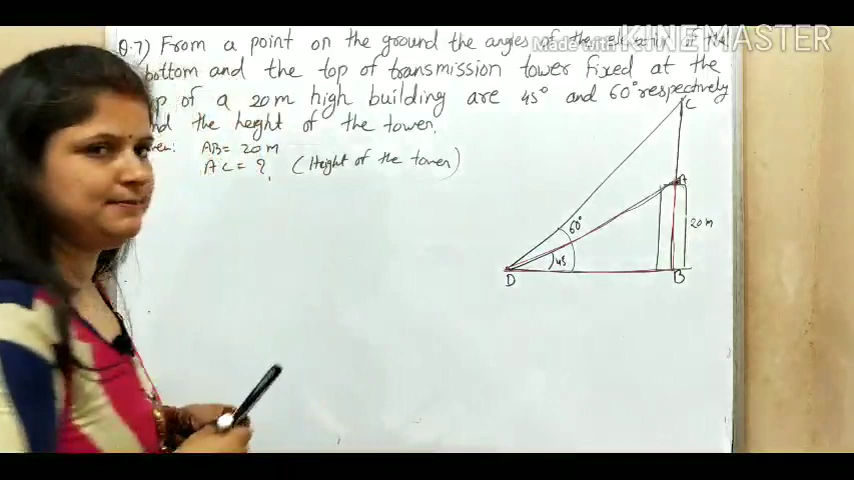 Q.7) From a point on the ground the angles of the
Made with KINEMASTER
bottom and the top of transmission tower fixed at the
of a 20m high building are 45° and 60° respectively
the height of the tower.
AB = 20 m
AC = ? (Height of the tower)
C
A
60°
20 m
45
D
B